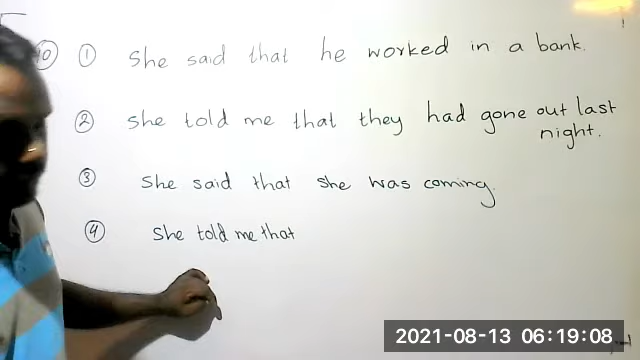 10 1 She said that he worked in a bank.
2 She told me that they had gone out last
night.
3 She said that she was coming.
4 She told me that
2021-08-13 06:19:08